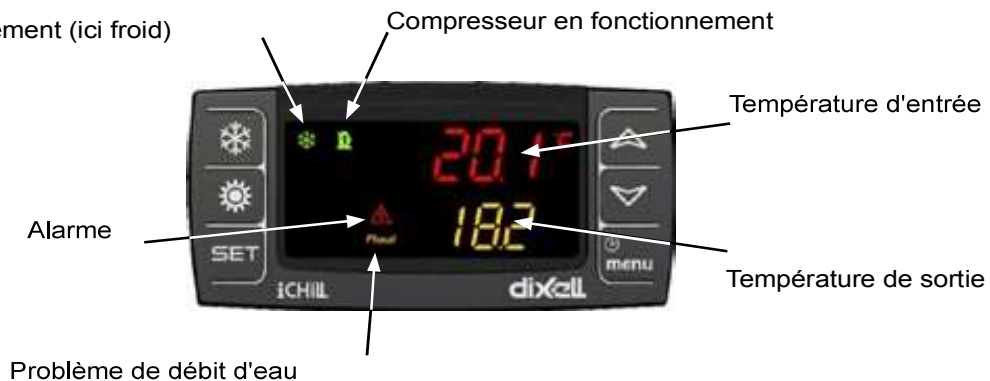 ement (ici froid)
Compresseur en fonctionnement
Température d'entrée
20.1
Alarme
18.2
SET
menu
iCHILL
dixell
Température de sortie
Problème de débit d'eau